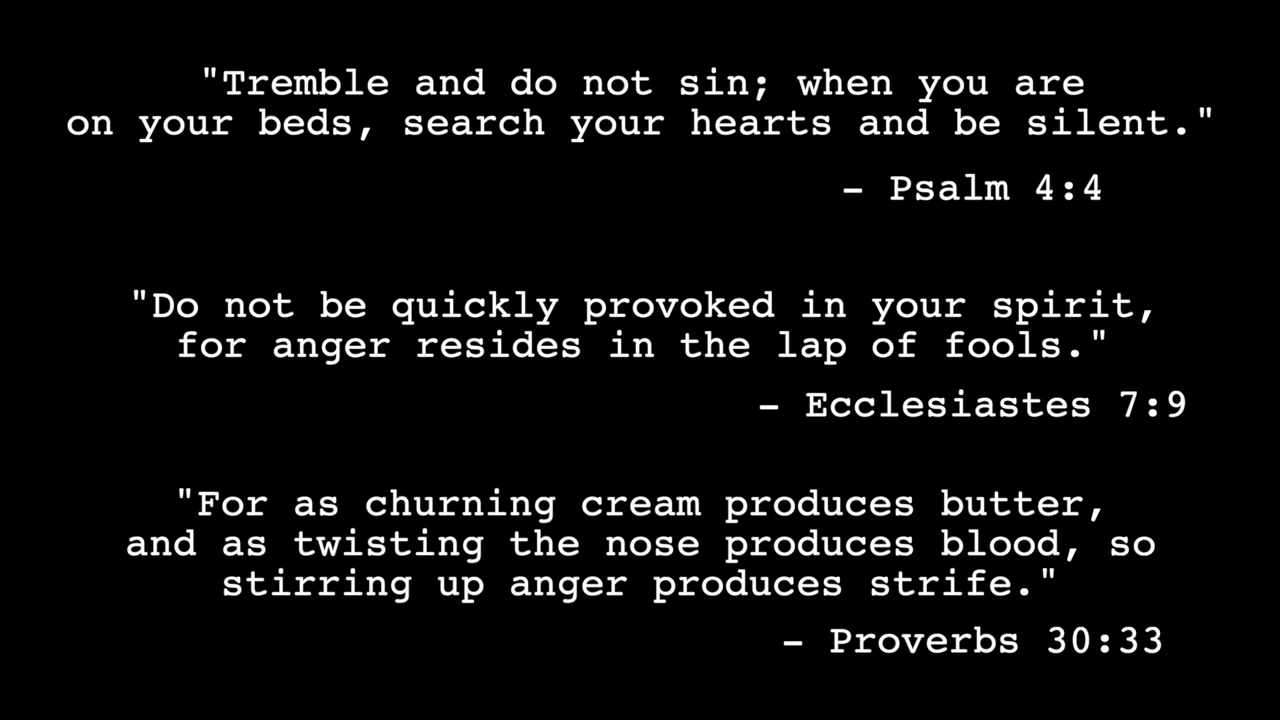 "Tremble and do not sin; when you are
on your beds, search your hearts and be silent."
- Psalm 4:4
"Do not be quickly provoked in your spirit,
for anger resides in the lap of fools."
- Ecclesiastes 7:9
"For as churning cream produces butter,
and as twisting the nose produces blood, so
stirring up anger produces strife."
- Proverbs 30:33